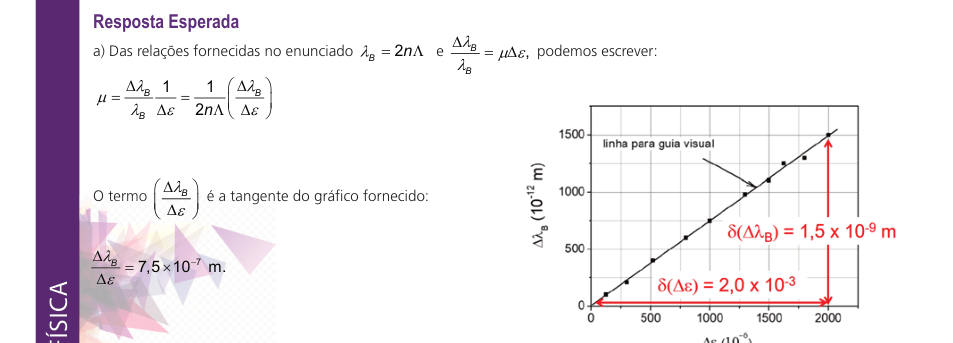 Resposta Esperada
a) Das relações fornecidas no enunciado λ_B = 2nΛ e Δλ_B/λ_B = μΔε, podemos escrever:
μ = Δλ_B/λ_B 1/Δε = 1/2nΛ (Δλ_B/Δε)
O termo (Δλ_B/Δε) é a tangente do gráfico fornecido:
Δλ_B/Δε = 7,5×10⁻⁷ m.
FÍSICA
Δλ_B (10⁻¹² m)
1500
1000
500
0
linha para guia visual
δ(Δλ_B) = 1,5 x 10⁻⁹ m
δ(Δε) = 2,0 x 10⁻³
0 500 1000 1500 2000
Δε (10⁻⁶)